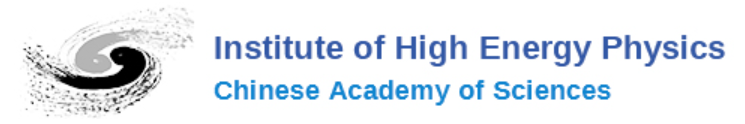 Institute of High Energy Physics
Chinese Academy of Sciences